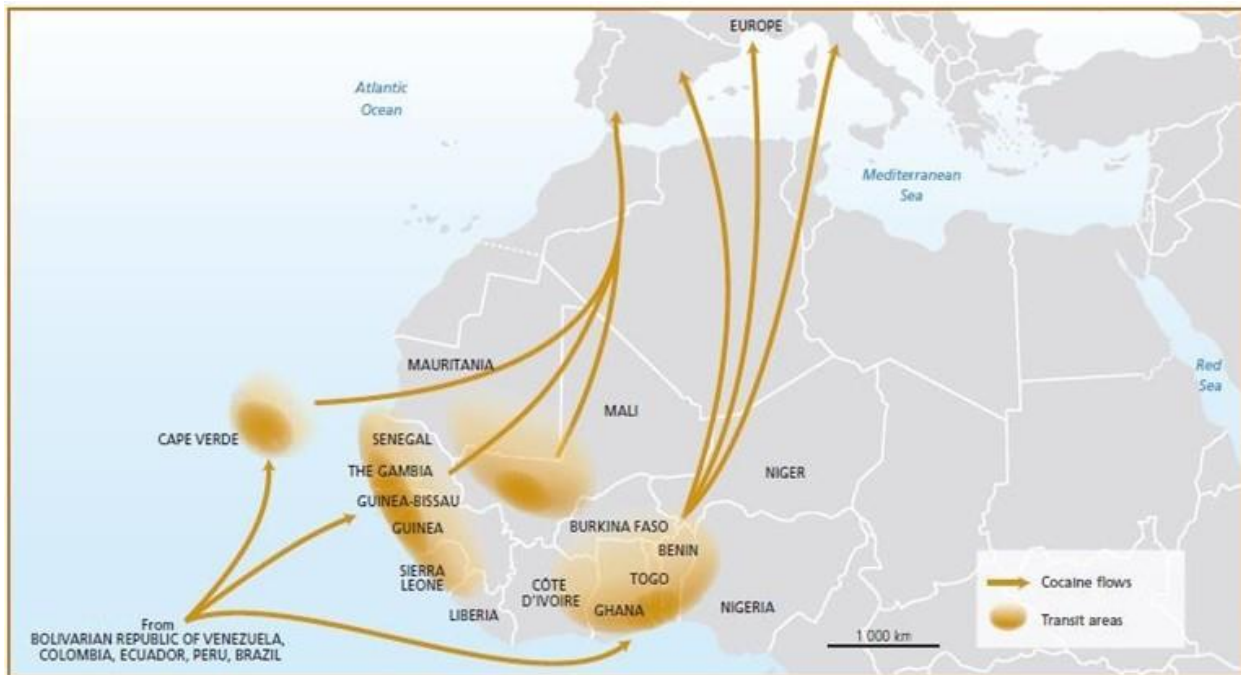 EUROPE
Atlantic
Ocean
Mediterranean
Sea
Red
Sea
MAURITANIA
MALI
CAPE VERDE
SENEGAL
THE GAMBIA
NIGER
GUINEA-BISSAU
GUINEA
BURKINA FASO
BENIN
SIERRA
LEONE
CÔTE
D'IVOIRE
TOGO
GHANA
LIBERIA
NIGERIA
Cocaine flows
Transit areas
1 000 km
From
BOLIVARIAN REPUBLIC OF VENEZUELA,
COLOMBIA, ECUADOR, PERU, BRAZIL